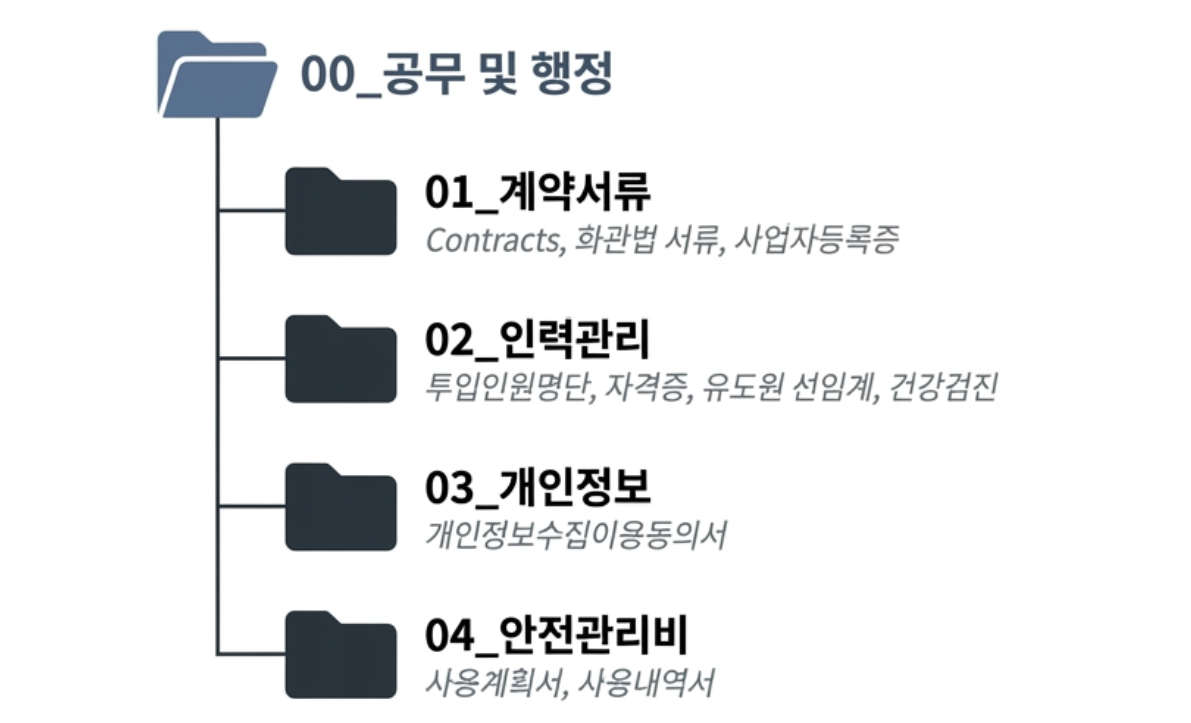 00_공무 및 행정
01_계약서류
Contracts, 화관법 서류, 사업자등록증
02_인력관리
투입인원명단, 자격증, 유도원 선임계, 건강검진
03_개인정보
개인정보수집이용동의서
04_안전관리비
사용계획서, 사용내역서